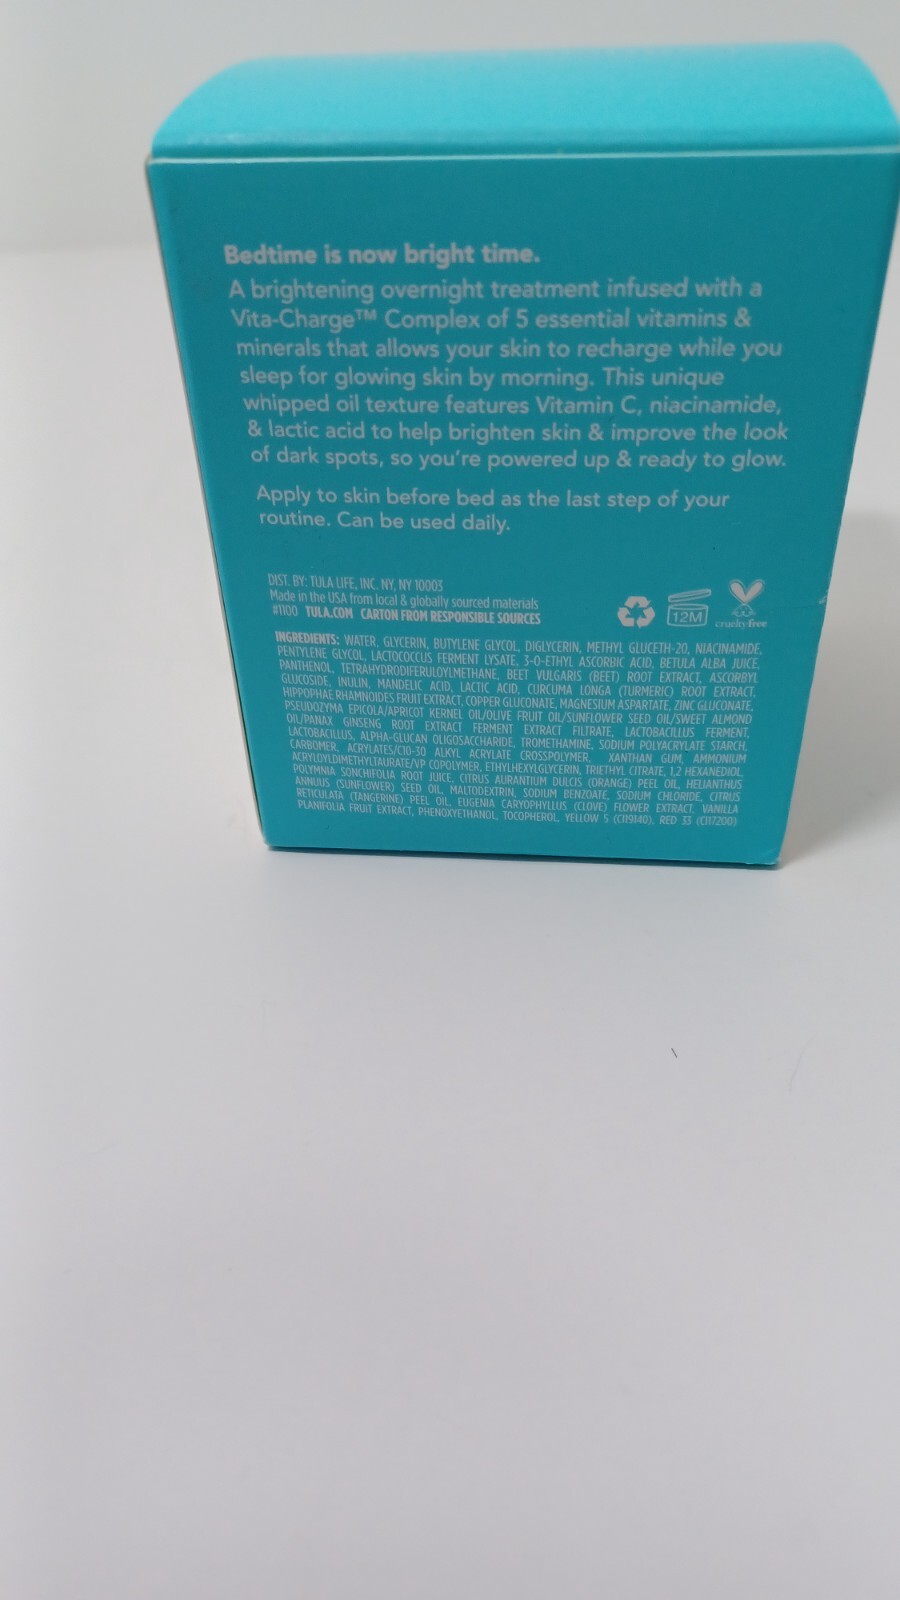 Bedtime is now bright time.
A brightening overnight treatment infused with a
Vita-Charge™ Complex of 5 essential vitamins &
minerals that allows your skin to recharge while you
sleep for glowing skin by morning. This unique
whipped oil texture features Vitamin C, niacinamide,
& lactic acid to help brighten skin & improve the look
of dark spots, so you're powered up & ready to glow.
Apply to skin before bed as the last step of your
routine. Can be used daily.
DIST. BY: TULA LIFE, INC. NY, NY 10003
Made in the USA from local & globally sourced materials
#1100 TULA.COM CARTON FROM RESPONSIBLE SOURCES
12M
crueltyfree
INGREDIENTS: WATER, GLYCERIN, BUTYLENE GLYCOL, DIGLYCERIN, METHYL GLUCETH-20, NIACINAMIDE,
PENTYLENE GLYCOL, LACTOCOCCUS FERMENT LYSATE, 3-O-ETHYL ASCORBIC ACID, BETULA ALBA JUICE,
PANTHENOL, TETRAHYDRODIFERULOYLMETHANE, BEET VULGARIS (BEET) ROOT EXTRACT, ASCORBYL
GLUCOSIDE, INULIN, MANDELIC ACID, LACTIC ACID, CURCUMA LONGA (TURMERIC) ROOT EXTRACT,
HIPPOPHAE RHAMNOIDES FRUIT EXTRACT, COPPER GLUCONATE, MAGNESIUM ASPARTATE, ZINC GLUCONATE,
PSEUDOZYMA EPICOLA/APRICOT KERNEL OIL/OLIVE FRUIT OIL/SUNFLOWER SEED OIL/SWEET ALMOND
OIL/PANAX GINSENG ROOT EXTRACT FERMENT EXTRACT FILTRATE, LACTOBACILLUS FERMENT,
LACTOBACILLUS, ALPHA-GLUCAN OLIGOSACCHARIDE, TROMETHAMINE, SODIUM POLYACRYLATE STARCH,
CARBOMER, ACRYLATES/C10-30 ALKYL ACRYLATE CROSSPOLYMER, XANTHAN GUM, AMMONIUM
ACRYLOYLDIMETHYLTAURATE/VP COPOLYMER, ETHYLHEXYLGLYCERIN, TRIETHYL CITRATE, 1,2 HEXANEDIOL,
POLYMNIA SONCHIFOLIA ROOT JUICE, CITRUS AURANTIUM DULCIS (ORANGE) PEEL OIL, HELIANTHUS
ANNUUS (SUNFLOWER) SEED OIL, MALTODEXTRIN, SODIUM BENZOATE, SODIUM CHLORIDE, CITRUS
RETICULATA (TANGERINE) PEEL OIL, EUGENIA CARYOPHYLLUS (CLOVE) FLOWER EXTRACT, VANILLA
PLANIFOLIA FRUIT EXTRACT, PHENOXYETHANOL, TOCOPHEROL, YELLOW 5 (CI19140), RED 33 (CI17200)